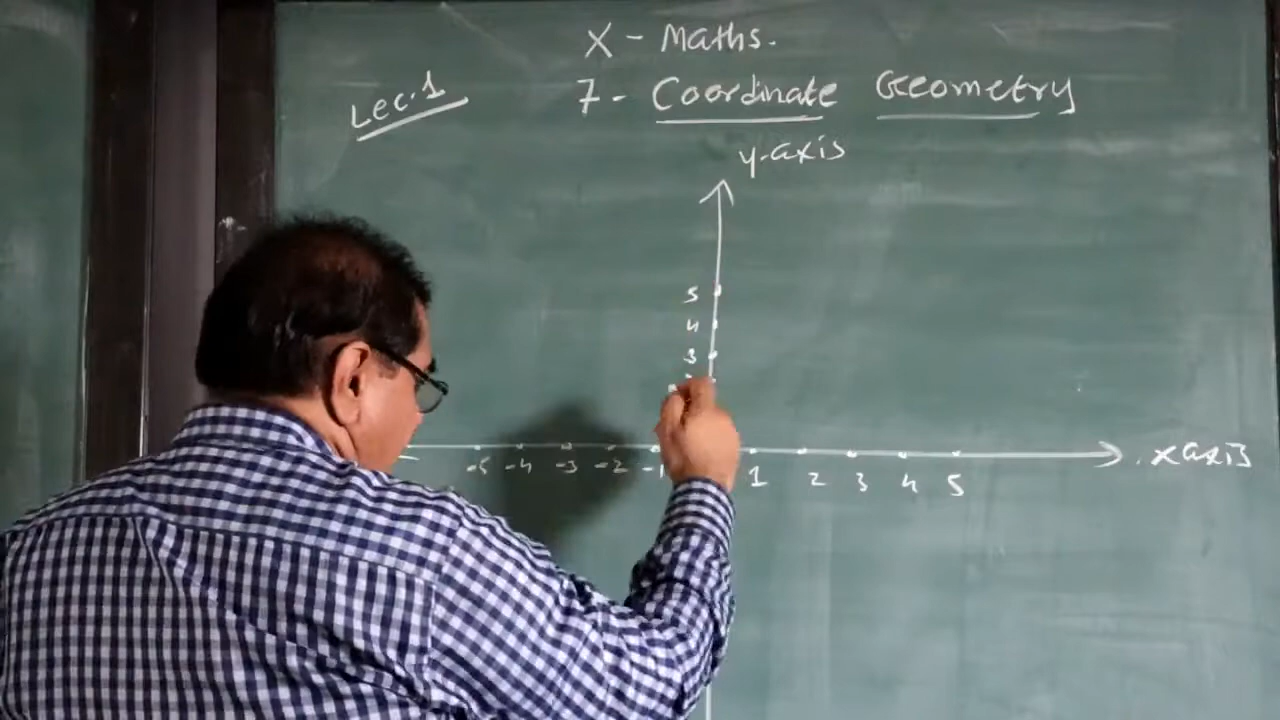 X - Maths.
Lec.1
7- Coordinate Geometry
y-axis
5
4
3
-5 -4 -3 -2 -1 1 2 3 4 5
x axis